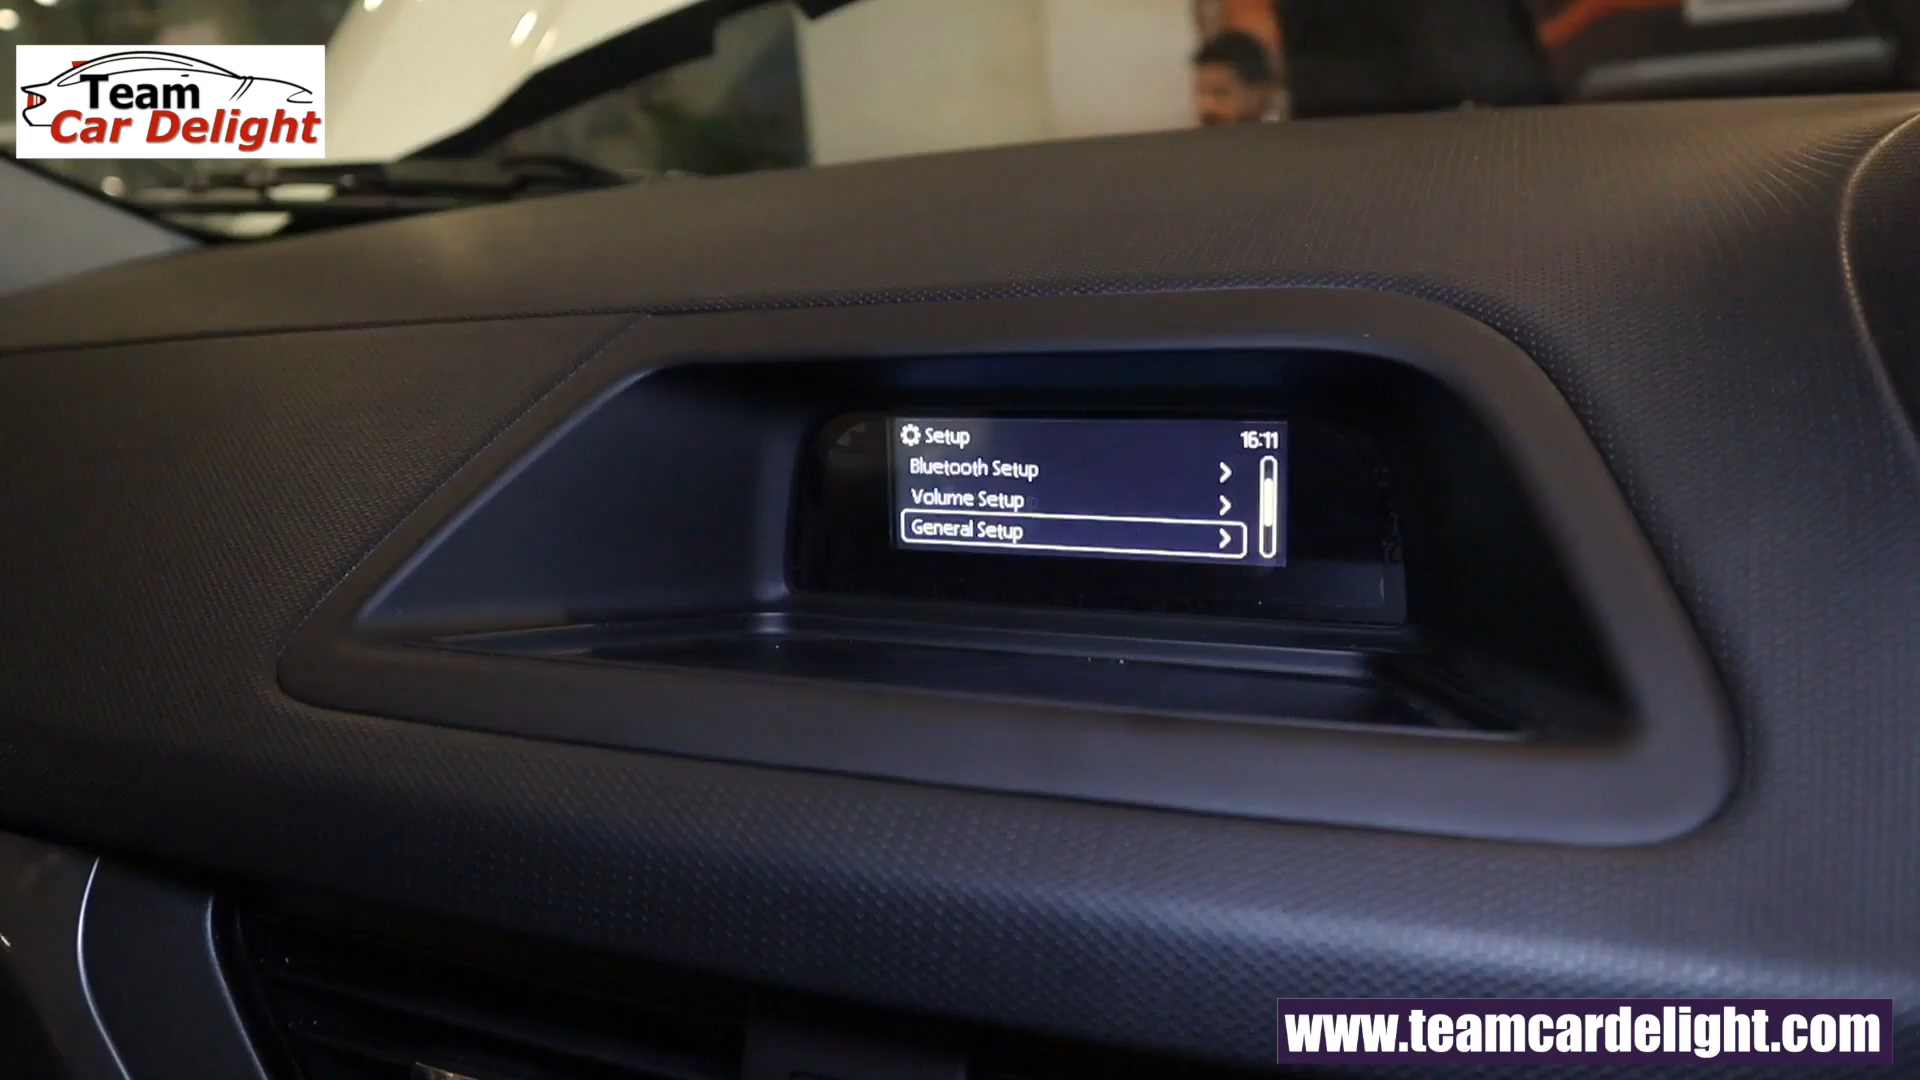 Team
Car Delight
Setup 16:11
Bluetooth Setup
Volume Setup
General Setup
www.teamcardelight.com